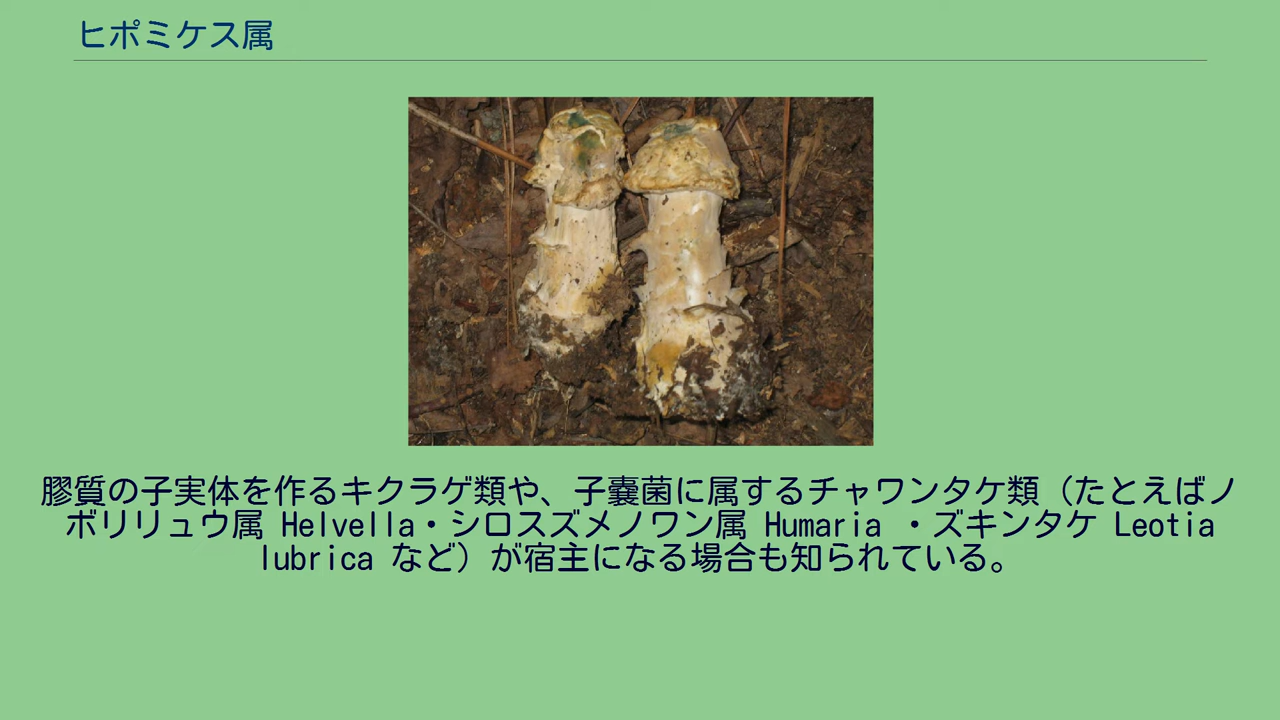 ヒポミケス属
膠質の子実体を作るキクラゲ類や、子嚢菌に属するチャワンタケ類（たとえばノ
ボリリュウ属 Helvella・シロスズメノワン属 Humaria ・ズキンタケ Leotia
lubrica など）が宿主になる場合も知られている。